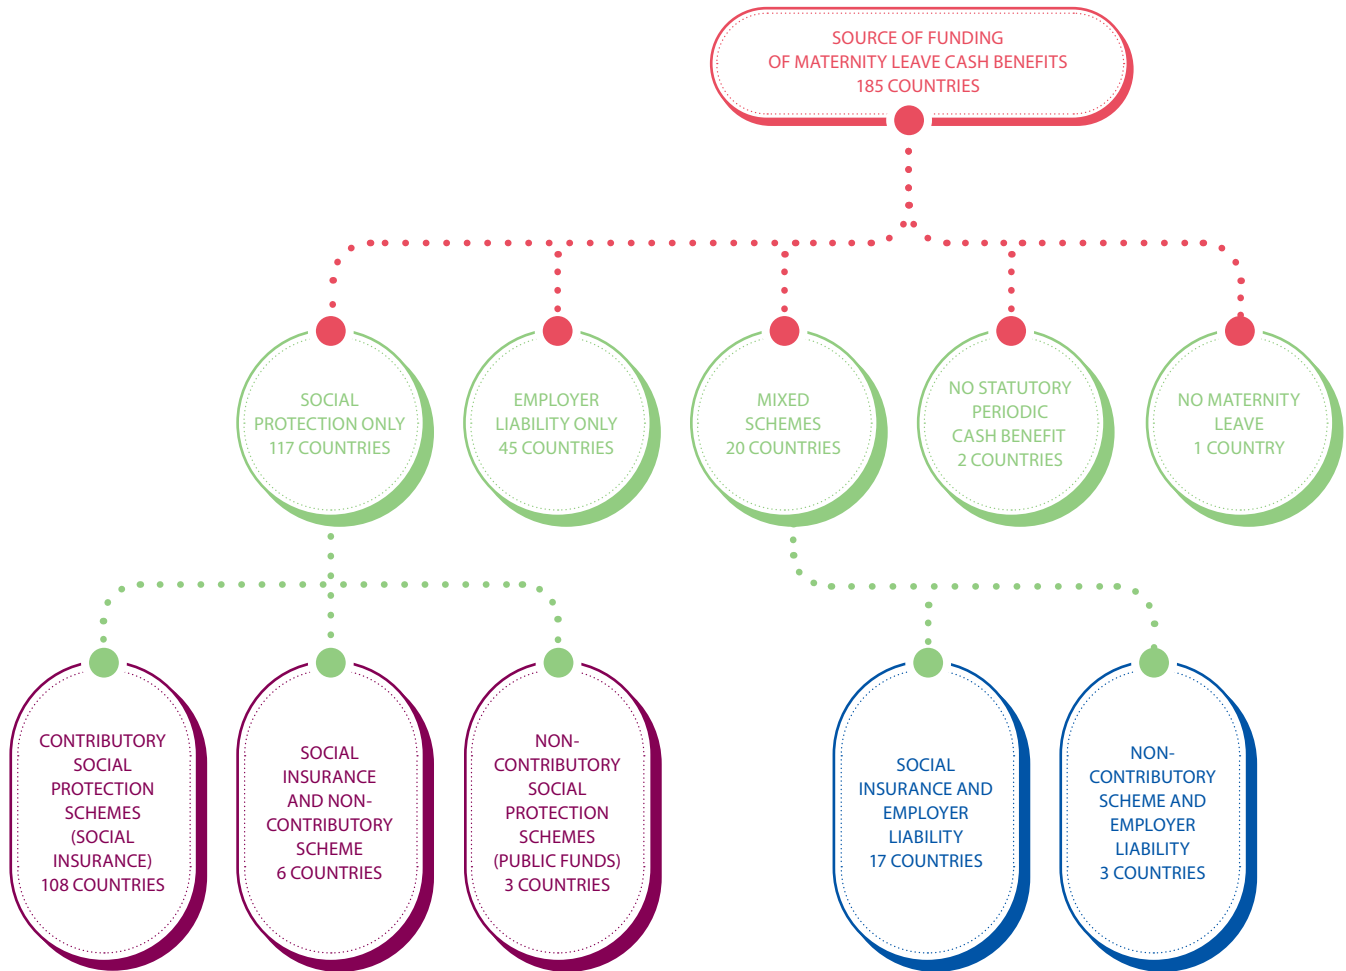 SOURCE OF FUNDING
OF MATERNITY LEAVE CASH BENEFITS
185 COUNTRIES
SOCIAL
PROTECTION ONLY
117 COUNTRIES
EMPLOYER
LIABILITY ONLY
45 COUNTRIES
MIXED
SCHEMES
20 COUNTRIES
NO STATUTORY
PERIODIC
CASH BENEFIT
2 COUNTRIES
NO MATERNITY
LEAVE
1 COUNTRY
CONTRIBUTORY
SOCIAL
PROTECTION
SCHEMES
(SOCIAL
INSURANCE)
108 COUNTRIES
SOCIAL
INSURANCE
AND NON-
CONTRIBUTORY
SCHEME
6 COUNTRIES
NON-
CONTRIBUTORY
SOCIAL
PROTECTION
SCHEMES
(PUBLIC FUNDS)
3 COUNTRIES
SOCIAL
INSURANCE AND
EMPLOYER
LIABILITY
17 COUNTRIES
NON-
CONTRIBUTORY
SCHEME AND
EMPLOYER
LIABILITY
3 COUNTRIES